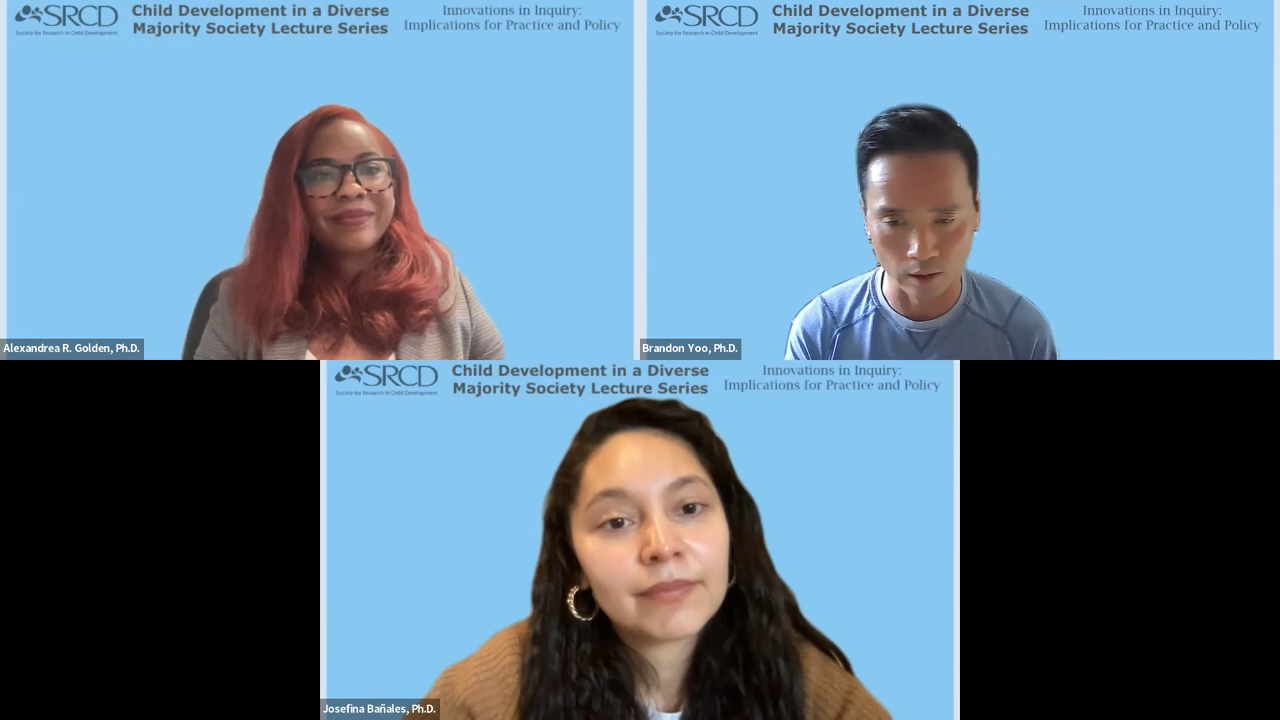 SRCD
Society for Research in Child Development
Child Development in a Diverse
Majority Society Lecture Series
Innovations in Inquiry:
Implications for Practice and Policy
Alexandrea R. Golden, Ph.D.
SRCD
Society for Research in Child Development
Child Development in a Diverse
Majority Society Lecture Series
Innovations in Inquiry:
Implications for Practice and Policy
Brandon Yoo, Ph.D.
SRCD
Society for Research in Child Development
Child Development in a Diverse
Majority Society Lecture Series
Innovations in Inquiry:
Implications for Practice and Policy
Josefina Bañales, Ph.D.